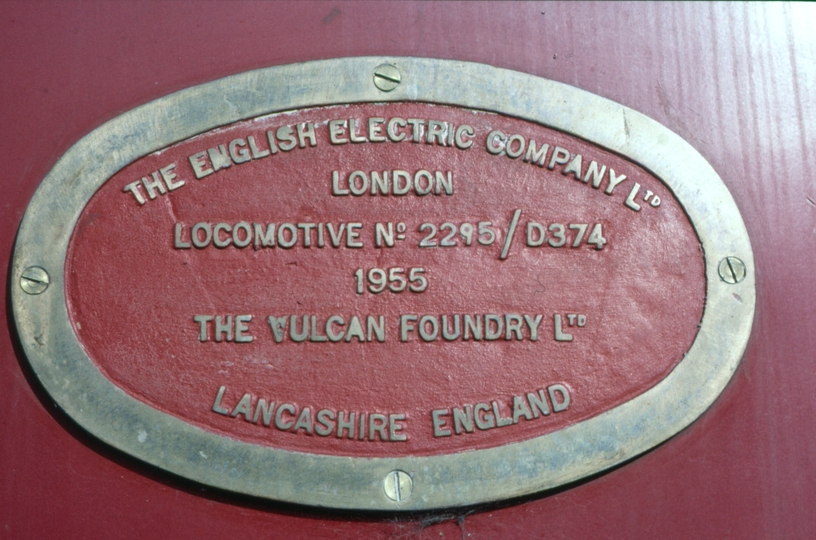 THE ENGLISH ELECTRIC COMPANY LTD
LONDON
LOCOMOTIVE Nº 2295/D374
1955
THE VULCAN FOUNDRY LTD
LANCASHIRE ENGLAND